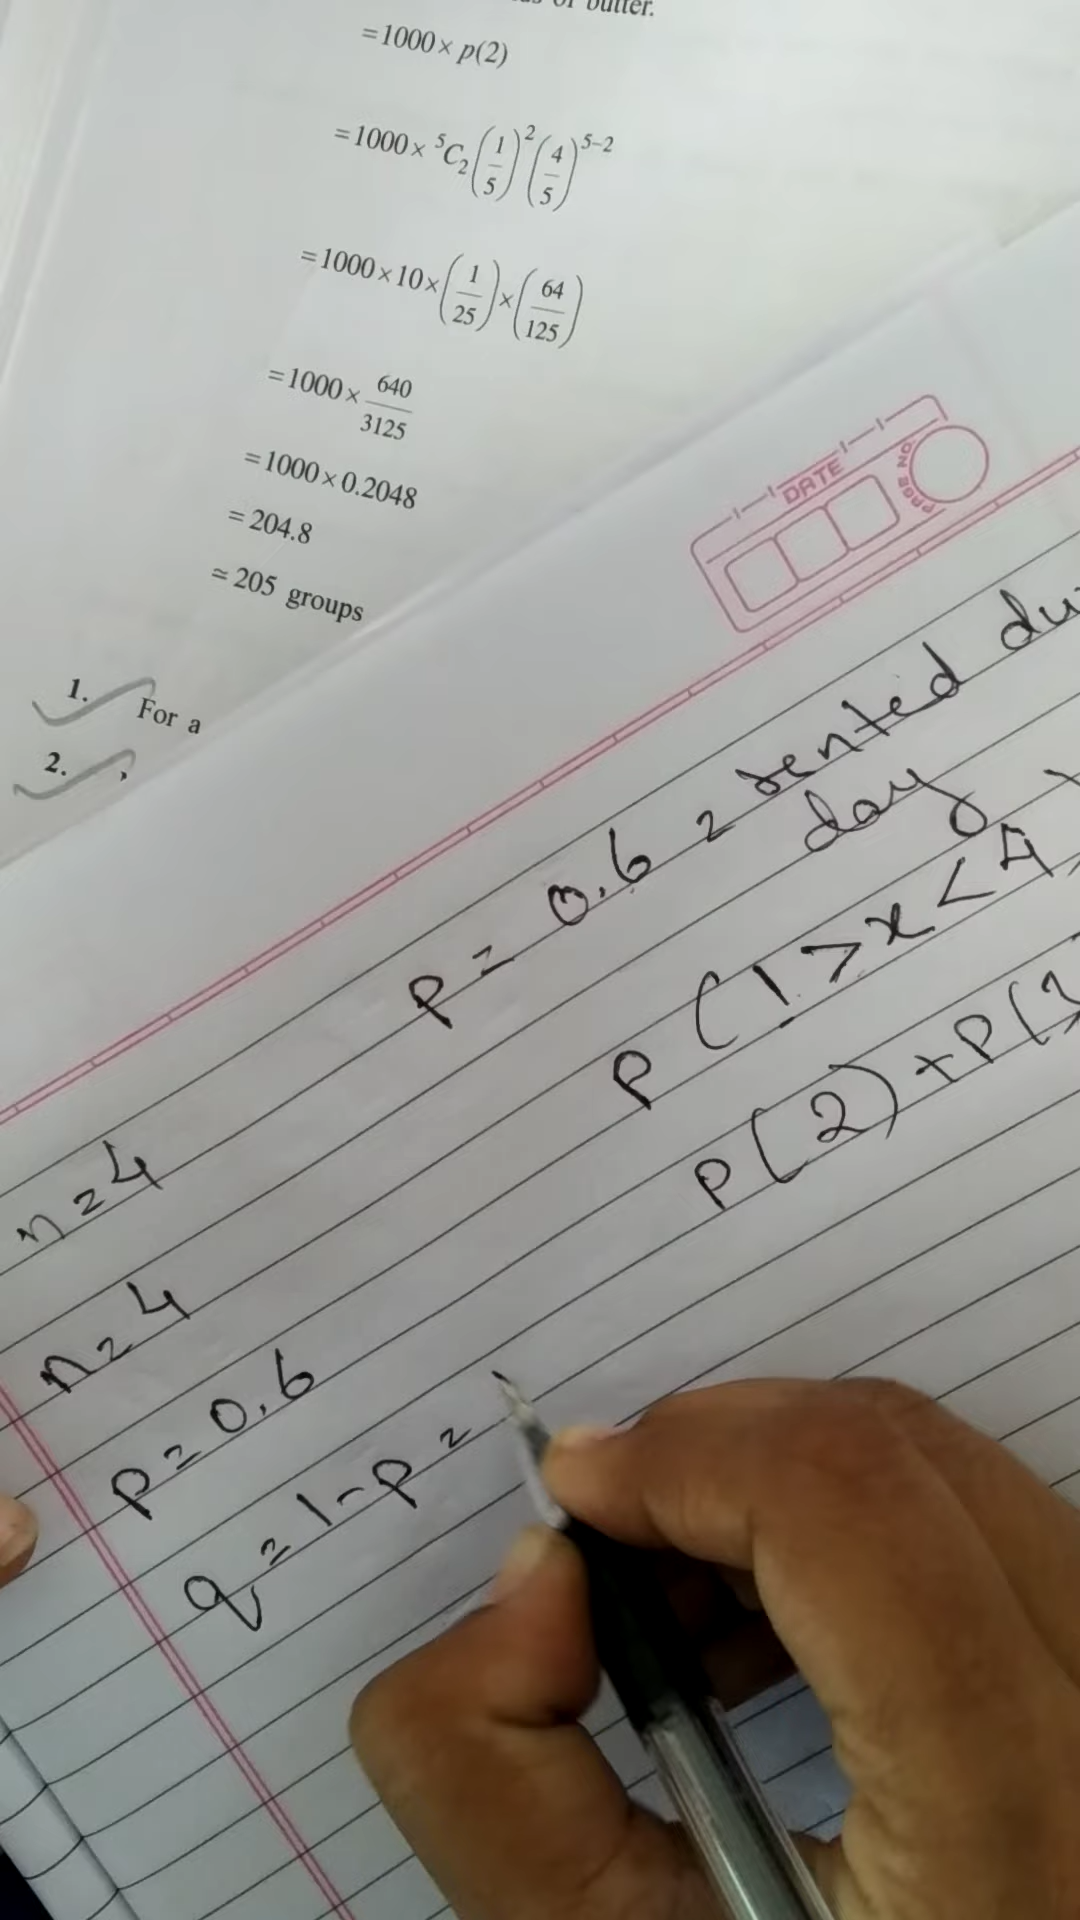 of butter.
=1000× p(2)
=1000× ⁵C₂(1/5)²(4/5)⁵⁻²
=1000×10×(1/25)×(64/125)
=1000× 640/3125
=1000×0.2048
=204.8
≈205 groups
1. For a
2.
DATE
PAGE NO.
n=4 p= 0.6 = rented
day
n=4 P(1>x<4
p=0.6 P(2)+P(3
q=1-p=